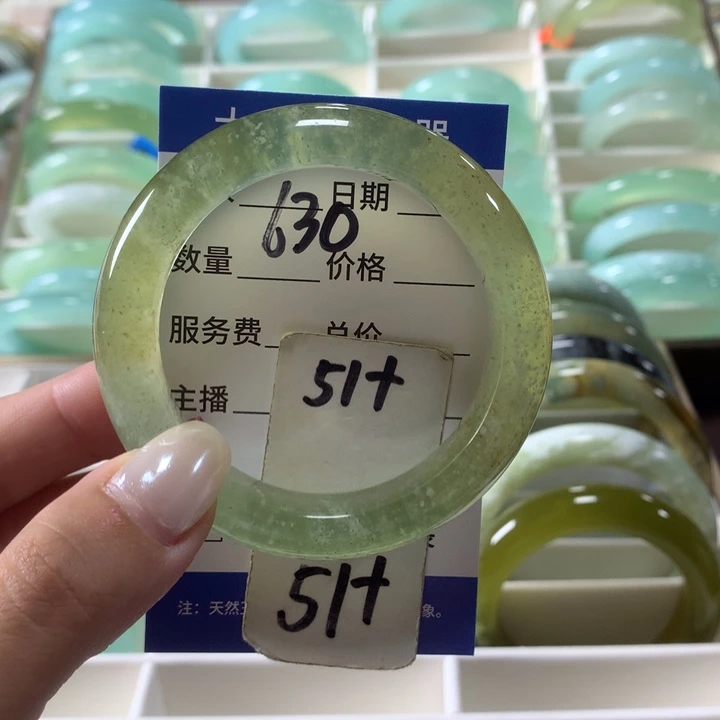 630
日期
数量 价格
服务费 总价
主播
51+
51+
注：天然 象。